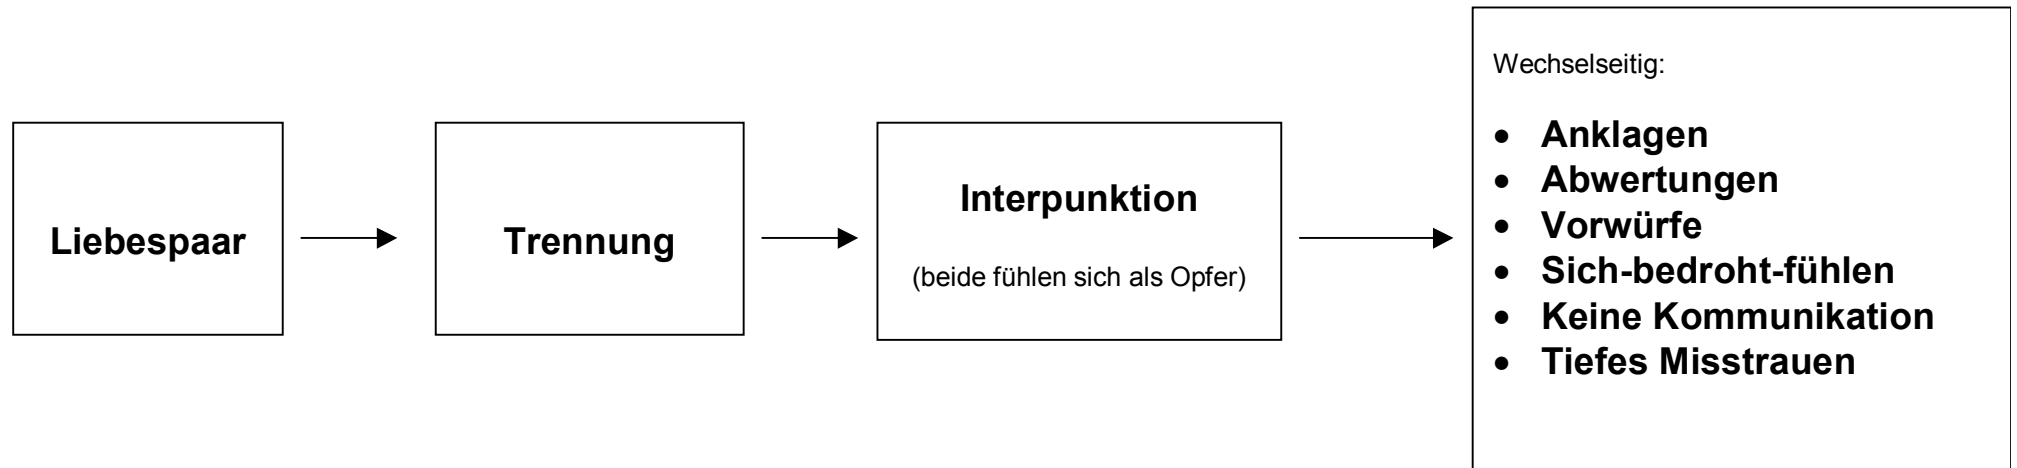 Liebespaar
Trennung
Interpunktion
(beide fühlen sich als Opfer)
Wechselseitig:
• Anklagen
• Abwertungen
• Vorwürfe
• Sich-bedroht-fühlen
• Keine Kommunikation
• Tiefes Misstrauen